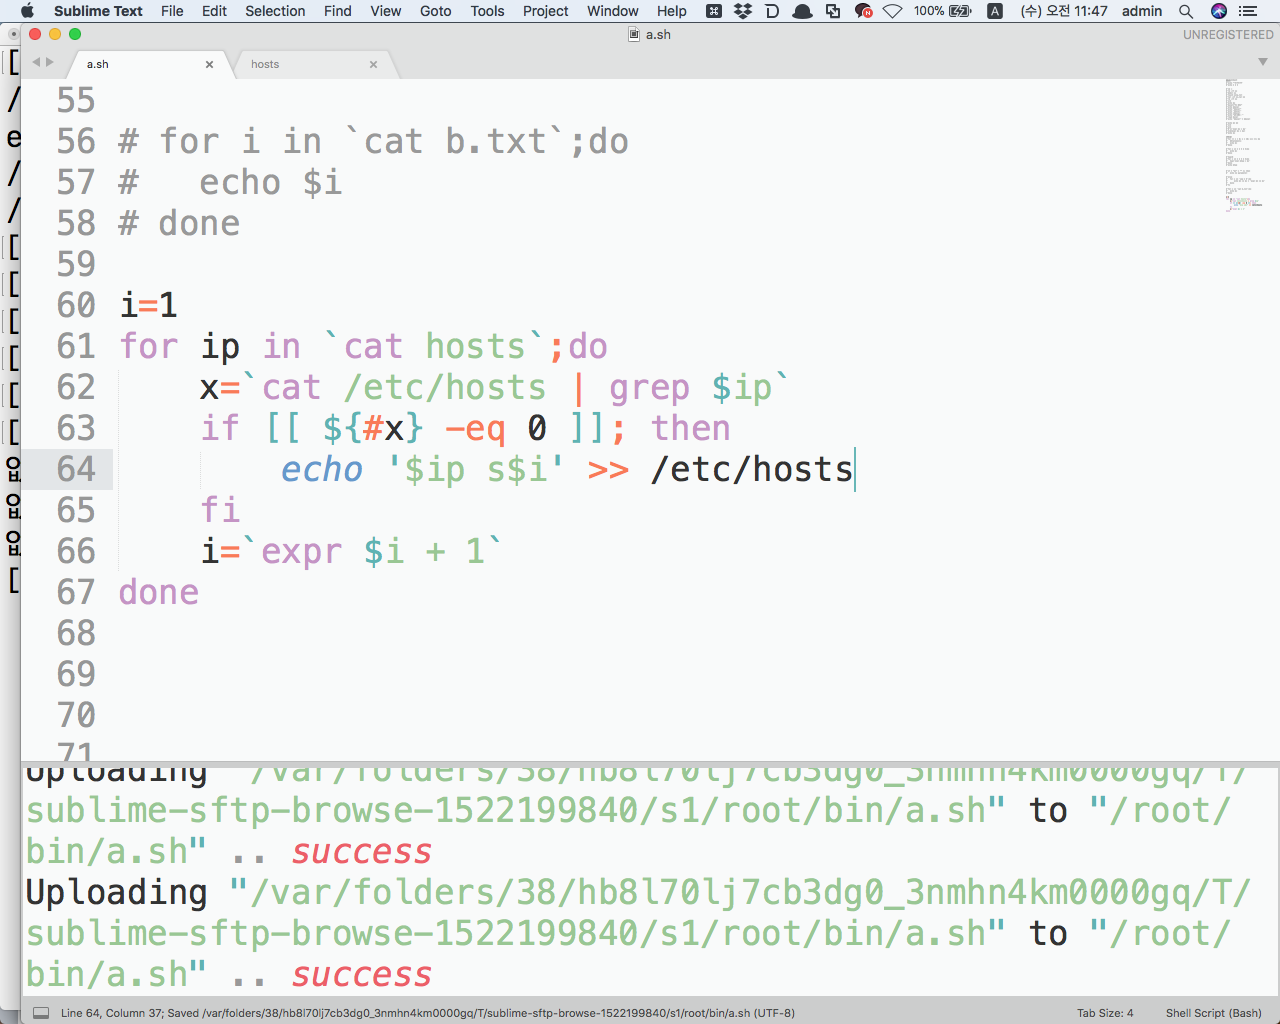 Sublime Text File Edit Selection Find View Goto Tools Project Window Help 100% A (수) 오전 11:47 admin
a.sh
UNREGISTERED
a.sh × hosts ×
55
56 # for i in `cat b.txt`;do
57 #   echo $i
58 # done
59
60 i=1
61 for ip in `cat hosts`;do
62     x=`cat /etc/hosts | grep $ip`
63     if [[ ${#x} -eq 0 ]]; then
64         echo '$ip s$i' >> /etc/hosts
65     fi
66     i=`expr $i + 1`
67 done
68
69
70
71
Uploading "/var/folders/38/hb8l70lj7cb3dg0_3nmhn4km0000gq/T/
sublime-sftp-browse-1522199840/s1/root/bin/a.sh" to "/root/
bin/a.sh" .. success
Uploading "/var/folders/38/hb8l70lj7cb3dg0_3nmhn4km0000gq/T/
sublime-sftp-browse-1522199840/s1/root/bin/a.sh" to "/root/
bin/a.sh" .. success
Line 64, Column 37; Saved /var/folders/38/hb8l70lj7cb3dg0_3nmhn4km0000gq/T/sublime-sftp-browse-1522199840/s1/root/bin/a.sh (UTF-8) Tab Size: 4 Shell Script (Bash)